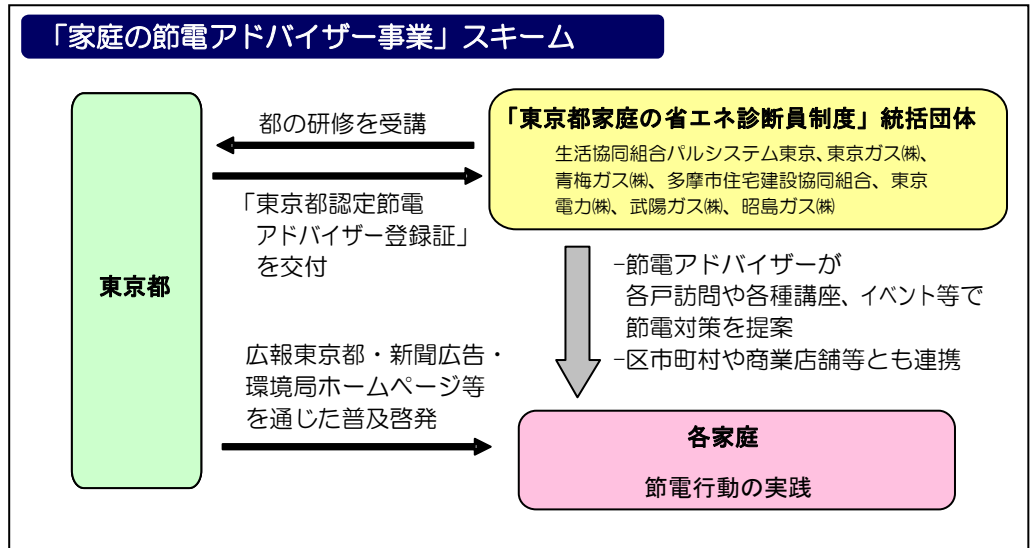 「家庭の節電アドバイザー事業」スキーム
都の研修を受講
「東京都家庭の省エネ診断員制度」統括団体
生活協同組合パルシステム東京、東京ガス㈱、
青梅ガス㈱、多摩市住宅建設協同組合、東京
電力㈱、武陽ガス㈱、昭島ガス㈱
「東京都認定節電
アドバイザー登録証」
を交付
東京都
-節電アドバイザーが
各戸訪問や各種講座、イベント等で
節電対策を提案
-区市町村や商業店舗等とも連携
広報東京都・新聞広告・
環境局ホームページ等
を通じた普及啓発
各家庭
節電行動の実践